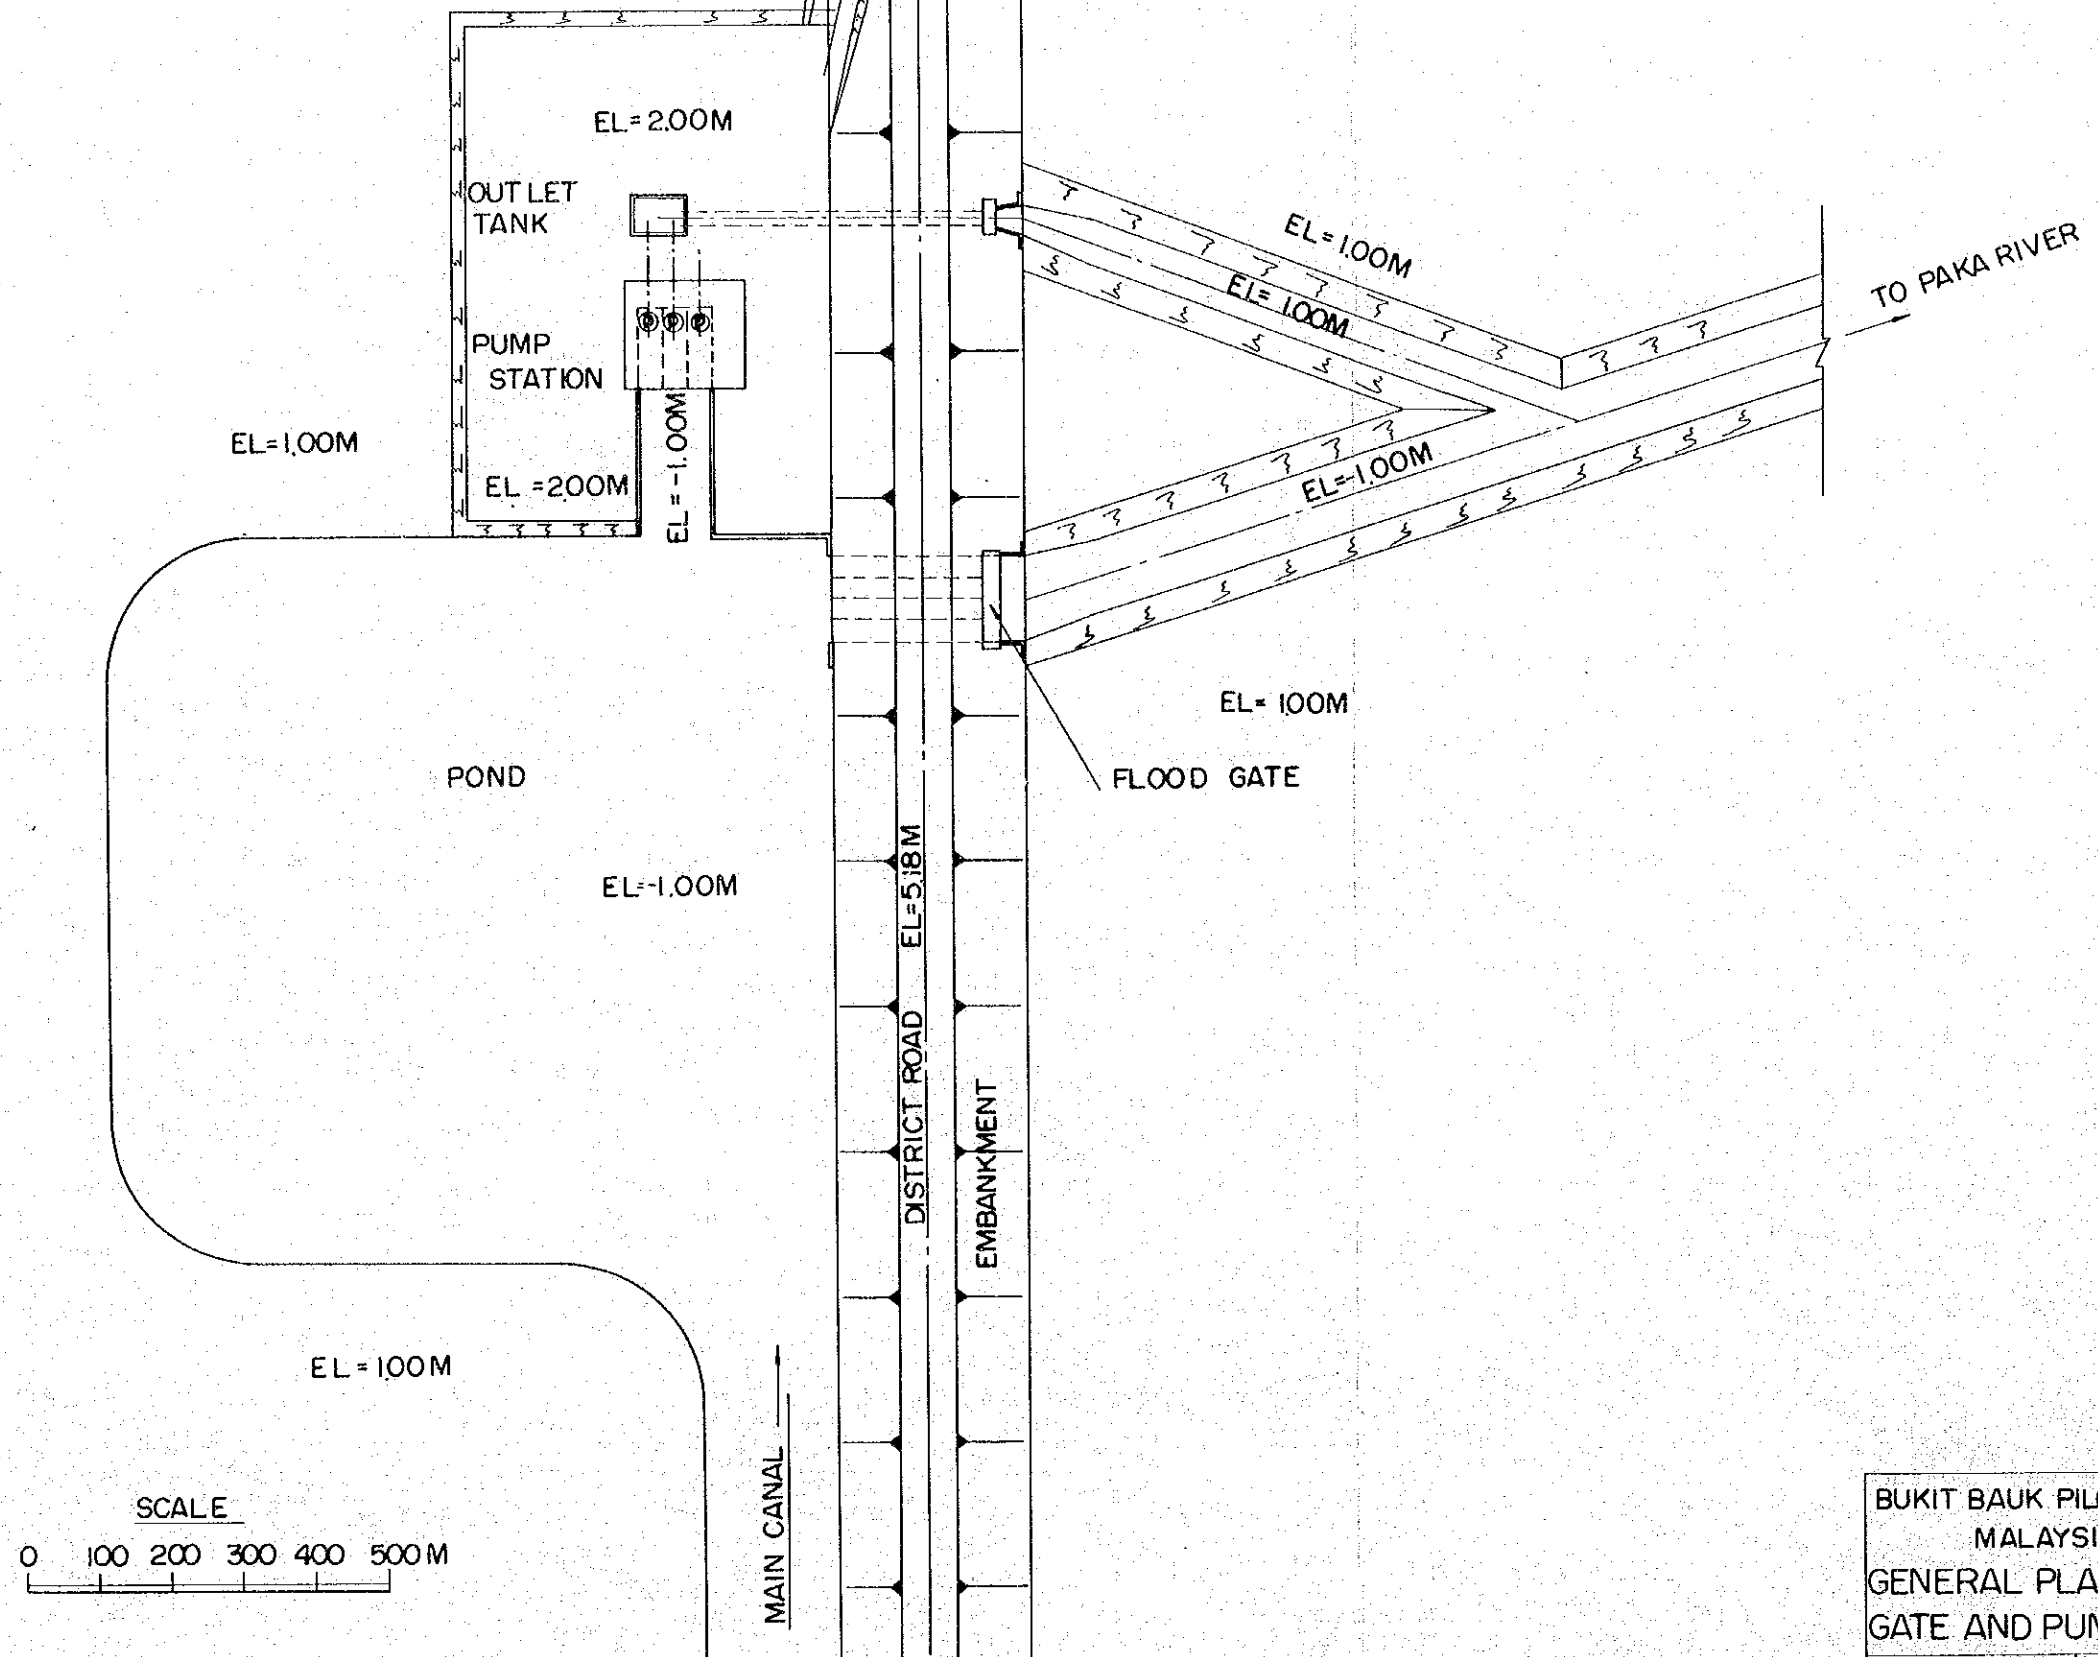 EL=2.00M
OUTLET
TANK
EL=1.00M
EL=1.00M
TO PAKA RIVER
P P P
PUMP
STATION
EL=1.00M
EL=2.00M
EL=-1.00M
EL=-1.00M
EL=1.00M
FLOOD GATE
POND
EL=-1.00M
DISTRICT ROAD EL=5.18M
EMBANKMENT
EL=1.00M
MAIN CANAL
SCALE
0 100 200 300 400 500M
BUKIT BAUK PIL
MALAYSI
GENERAL PLA
GATE AND PUM